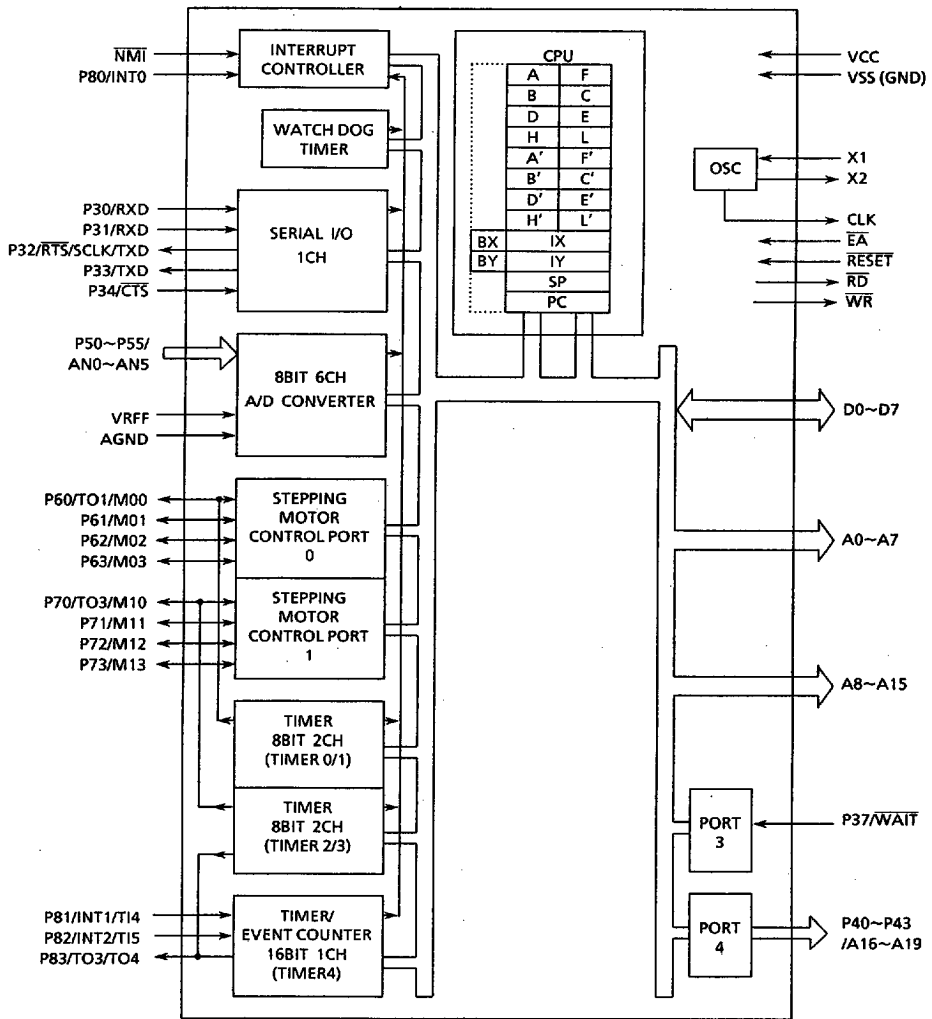 NMI
P80/INT0
INTERRUPT
CONTROLLER
WATCH DOG
TIMER
P30/RXD
P31/RXD
P32/RTS/SCLK/TXD
P33/TXD
P34/CTS
SERIAL I/O
1CH
P50~P55/
AN0~AN5
VRFF
AGND
8BIT 6CH
A/D CONVERTER
P60/TO1/M00
P61/M01
P62/M02
P63/M03
STEPPING
MOTOR
CONTROL PORT
0
P70/TO3/M10
P71/M11
P72/M12
P73/M13
STEPPING
MOTOR
CONTROL PORT
1
TIMER
8BIT 2CH
(TIMER 0/1)
TIMER
8BIT 2CH
(TIMER 2/3)
P81/INT1/TI4
P82/INT2/TI5
P83/TO3/TO4
TIMER/
EVENT COUNTER
16BIT 1CH
(TIMER4)
CPU
A F
B C
D E
H L
A' F'
B' C'
D' E'
H' L'
BX IX
BY IY
SP
PC
VCC
VSS (GND)
OSC
X1
X2
CLK
EA
RESET
RD
WR
D0~D7
A0~A7
A8~A15
PORT
3
P37/WAIT
PORT
4
P40~P43
/A16~A19